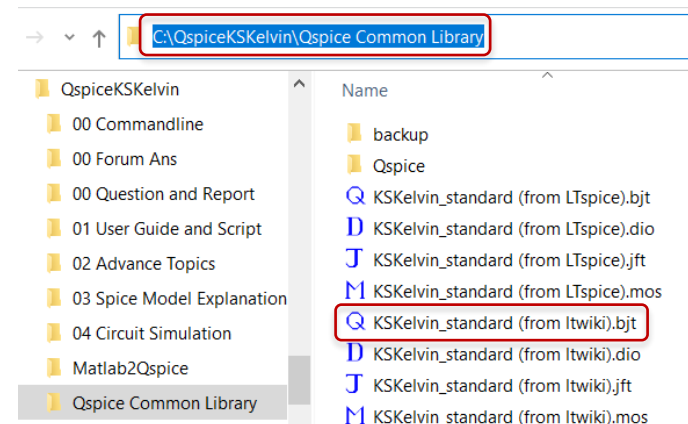 C:\QspiceKSKelvin\Qspice Common Library
QspiceKSKelvin
00 Commandline
00 Forum Ans
00 Question and Report
01 User Guide and Script
02 Advance Topics
03 Spice Model Explanation
04 Circuit Simulation
Matlab2Qspice
Qspice Common Library
Name
backup
Qspice
KSKelvin_standard (from LTspice).bjt
KSKelvin_standard (from LTspice).dio
KSKelvin_standard (from LTspice).jft
KSKelvin_standard (from LTspice).mos
KSKelvin_standard (from ltwiki).bjt
KSKelvin_standard (from ltwiki).dio
KSKelvin_standard (from ltwiki).jft
KSKelvin_standard (from ltwiki).mos